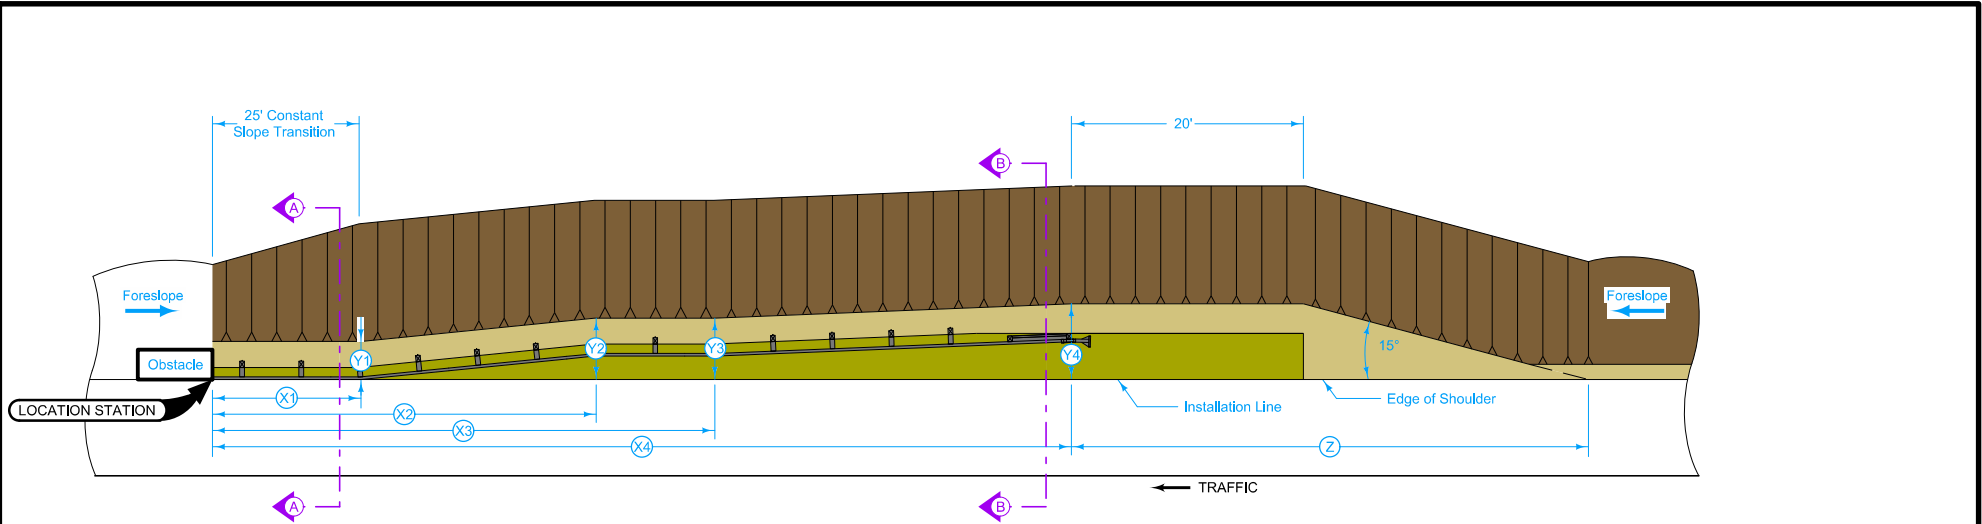 25' Constant
Slope Transition
20'
B
A
Foreslope
Foreslope
Obstacle
Y1
Y2
Y3
Y4
15°
LOCATION STATION
X1
X2
X3
X4
Z
Installation Line
Edge of Shoulder
TRAFFIC
A
B